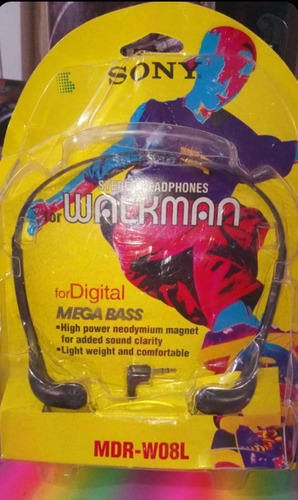 SONY
STEREO HEADPHONES
for WALKMAN
for Digital
MEGA BASS
•High power neodymium magnet
for added sound clarity
•Light weight and comfortable
MDR-W08L